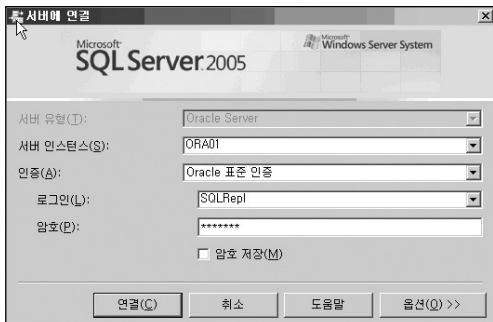 서버에 연결
Microsoft
SQL Server 2005
Microsoft
Windows Server System
서버 유형(T): Oracle Server
서버 인스턴스(S): ORA01
인증(A): Oracle 표준 인증
로그인(L): SQLRepl
암호(P): *******
암호 저장(M)
연결(C) 취소 도움말 옵션(O) >>